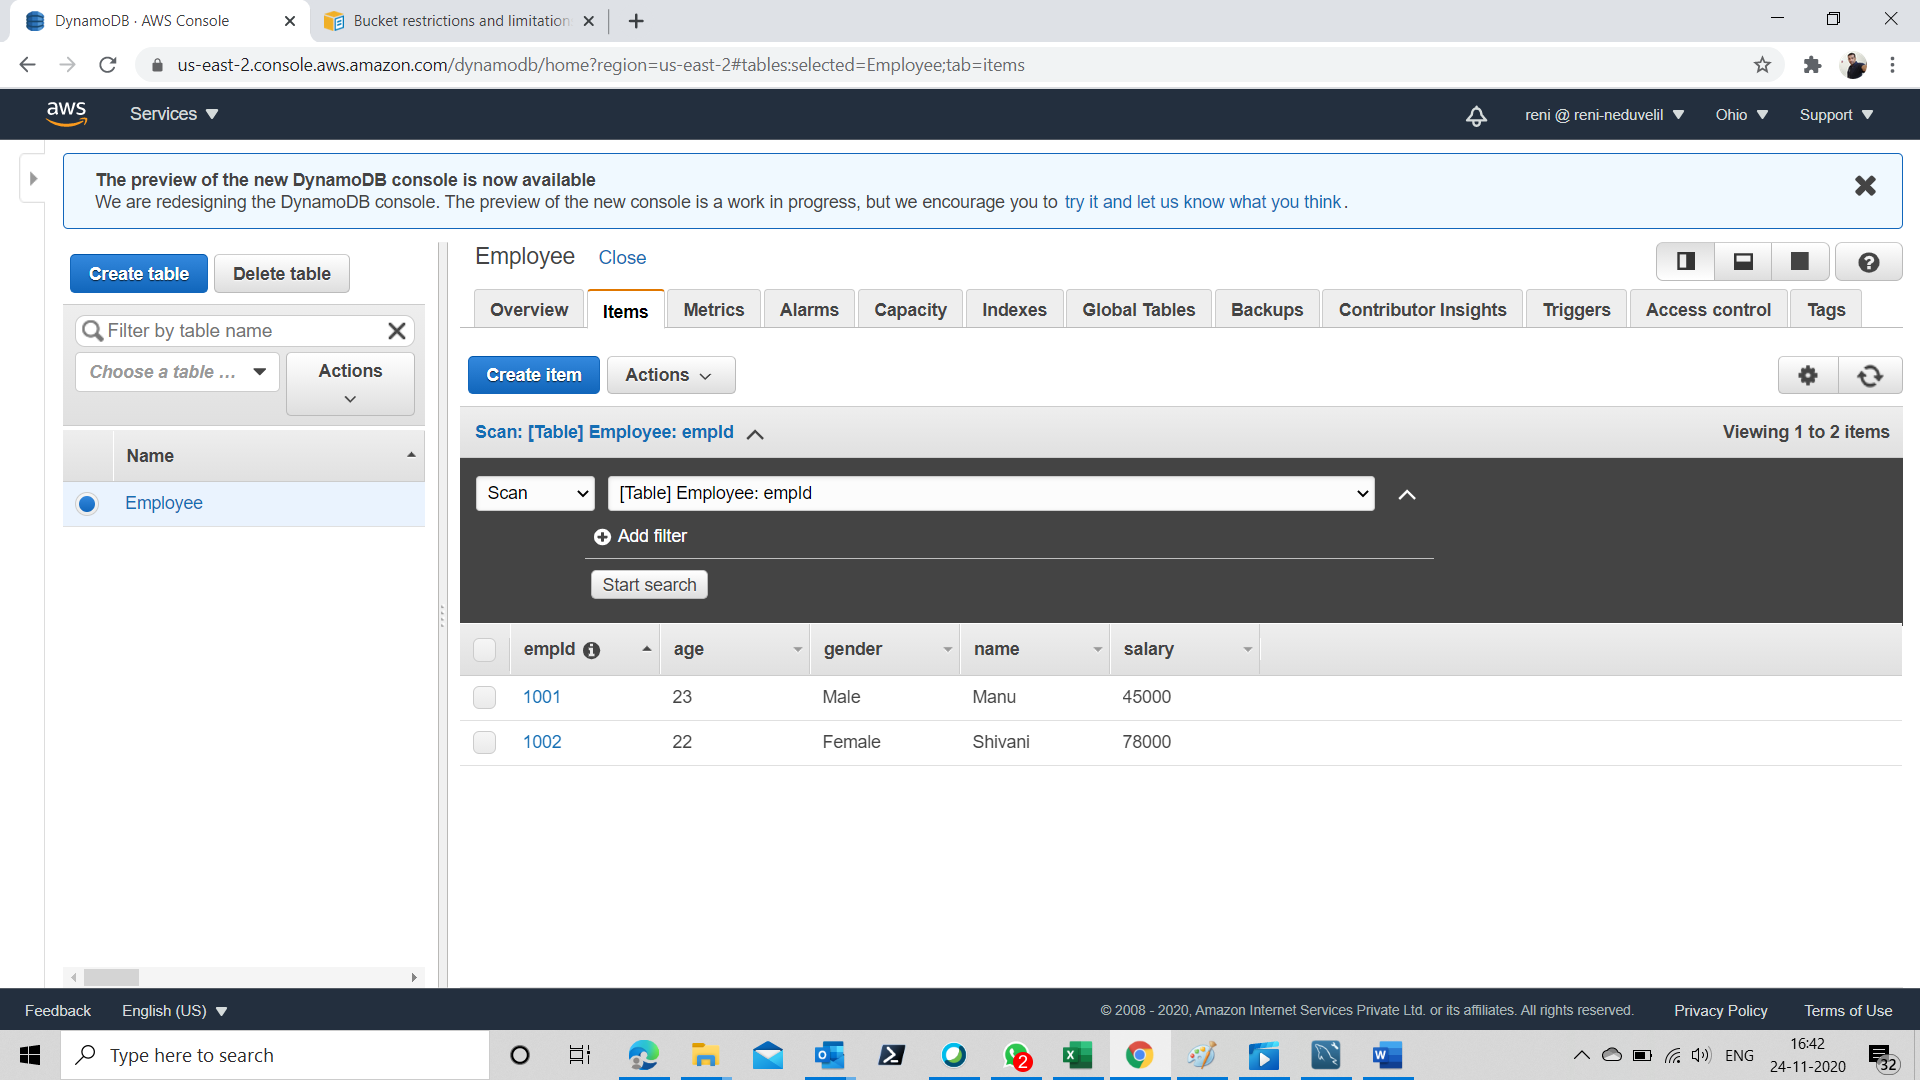 DynamoDB · AWS Console
Bucket restrictions and limitation
us-east-2.console.aws.amazon.com/dynamodb/home?region=us-east-2#tables:selected=Employee;tab=items
aws
Services
reni @ reni-neduvelil
Ohio
Support
The preview of the new DynamoDB console is now available
We are redesigning the DynamoDB console. The preview of the new console is a work in progress, but we encourage you to try it and let us know what you think.
Create table
Delete table
Filter by table name
Choose a table ...
Actions
Name
Employee
Employee
Close
Overview
Items
Metrics
Alarms
Capacity
Indexes
Global Tables
Backups
Contributor Insights
Triggers
Access control
Tags
Create item
Actions
Scan: [Table] Employee: empId
Viewing 1 to 2 items
Scan
[Table] Employee: empId
Add filter
Start search
empId age gender name salary
1001 23 Male Manu 45000
1002 22 Female Shivani 78000
Feedback
English (US)
© 2008 - 2020, Amazon Internet Services Private Ltd. or its affiliates. All rights reserved.
Privacy Policy
Terms of Use
Type here to search
2
ENG
16:42
24-11-2020
32